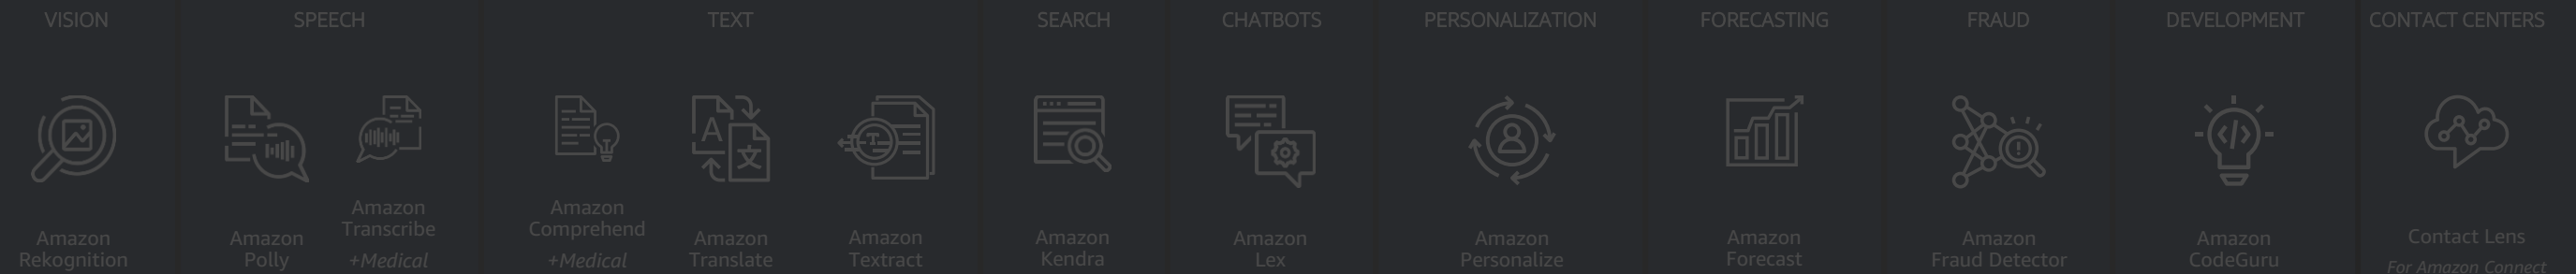 VISION
SPEECH
TEXT
SEARCH
CHATBOTS
PERSONALIZATION
FORECASTING
FRAUD
DEVELOPMENT
CONTACT CENTERS
Amazon
Rekognition
Amazon
Polly
Amazon
Transcribe
+Medical
Amazon
Comprehend
+Medical
A
文
Amazon
Translate
T
Amazon
Textract
Amazon
Kendra
Amazon
Lex
Amazon
Personalize
Amazon
Forecast
Amazon
Fraud Detector
Amazon
CodeGuru
Contact Lens
For Amazon Connect